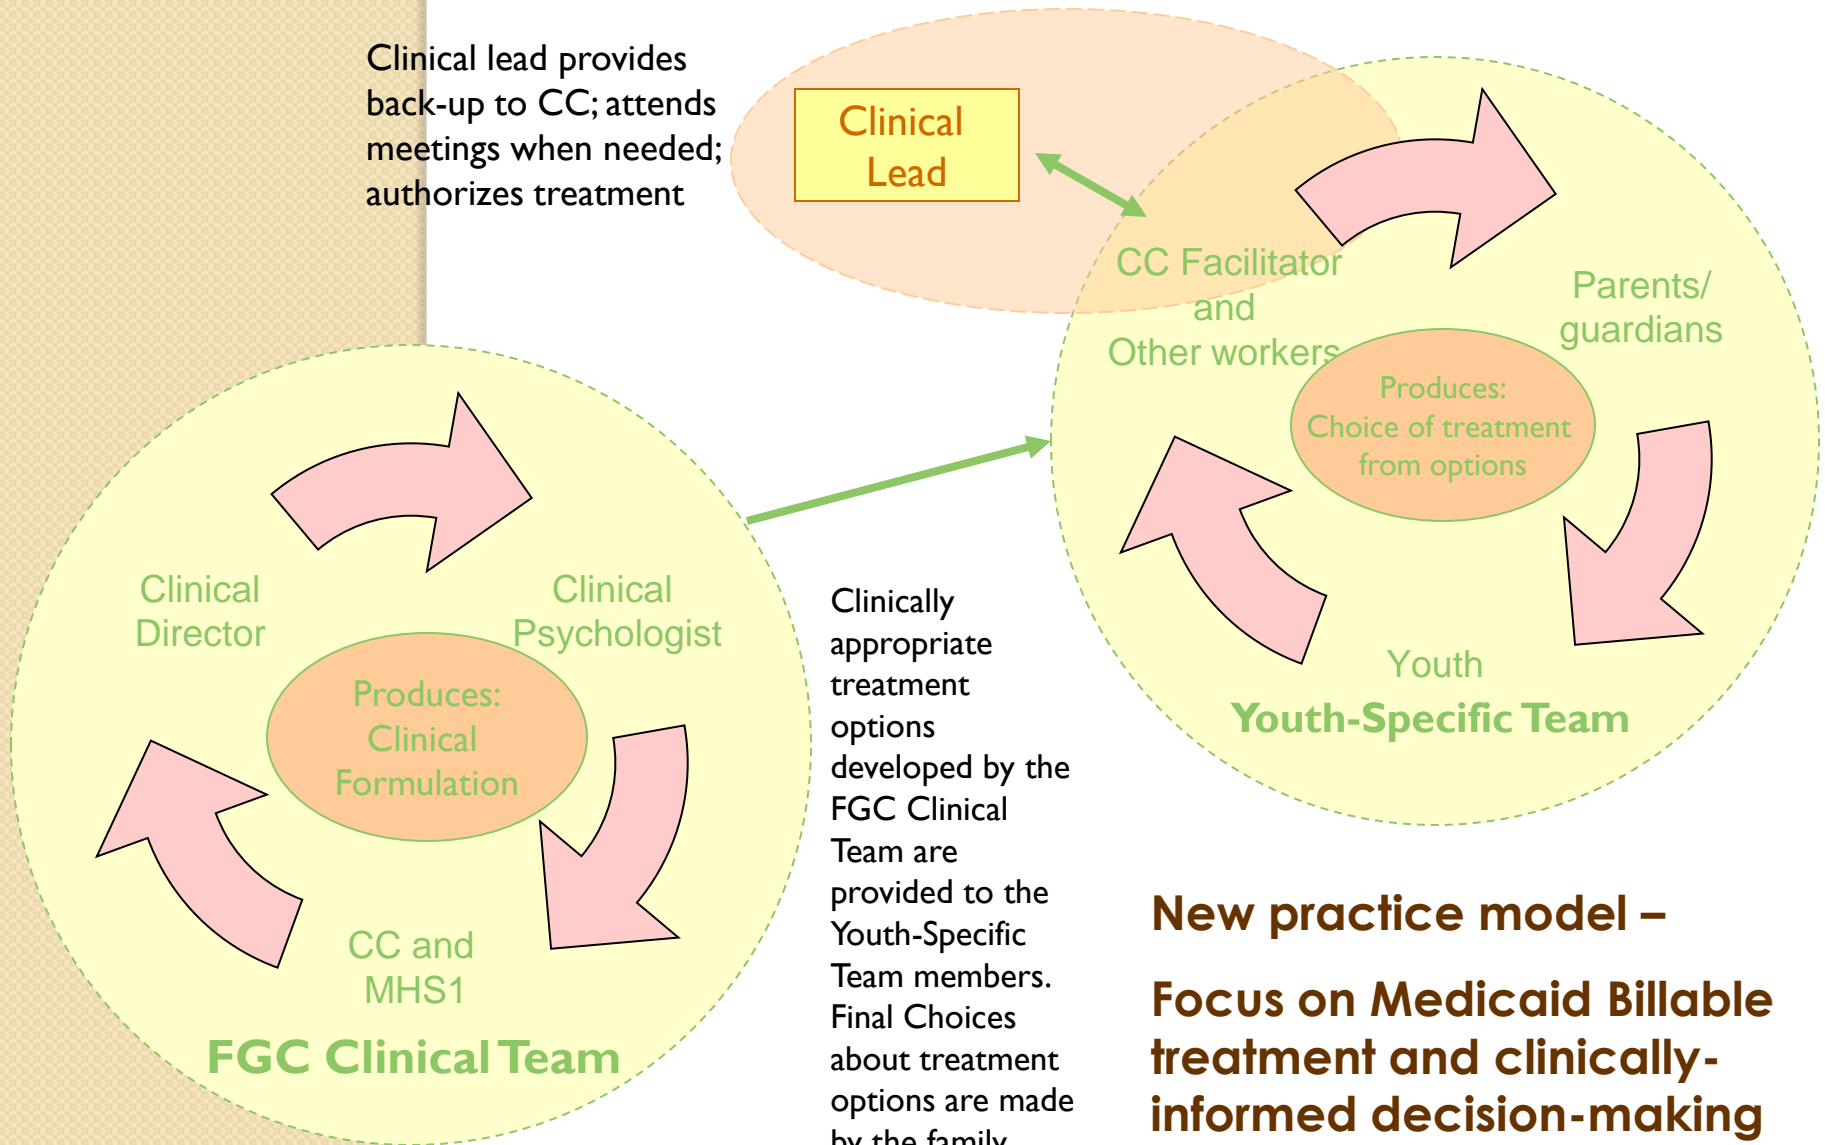 Clinical lead provides
back-up to CC; attends
meetings when needed;
authorizes treatment
Clinical
Lead
CC Facilitator
and
Other workers
Parents/
guardians
Produces:
Choice of treatment
from options
Youth
Youth-Specific Team
Clinical
Director
Clinical
Psychologist
Produces:
Clinical
Formulation
CC and
MHS1
FGC Clinical Team
Clinically
appropriate
treatment
options
developed by the
FGC Clinical
Team are
provided to the
Youth-Specific
Team members.
Final Choices
about treatment
options are made
by the family
New practice model –
Focus on Medicaid Billable
treatment and clinically-
informed decision-making